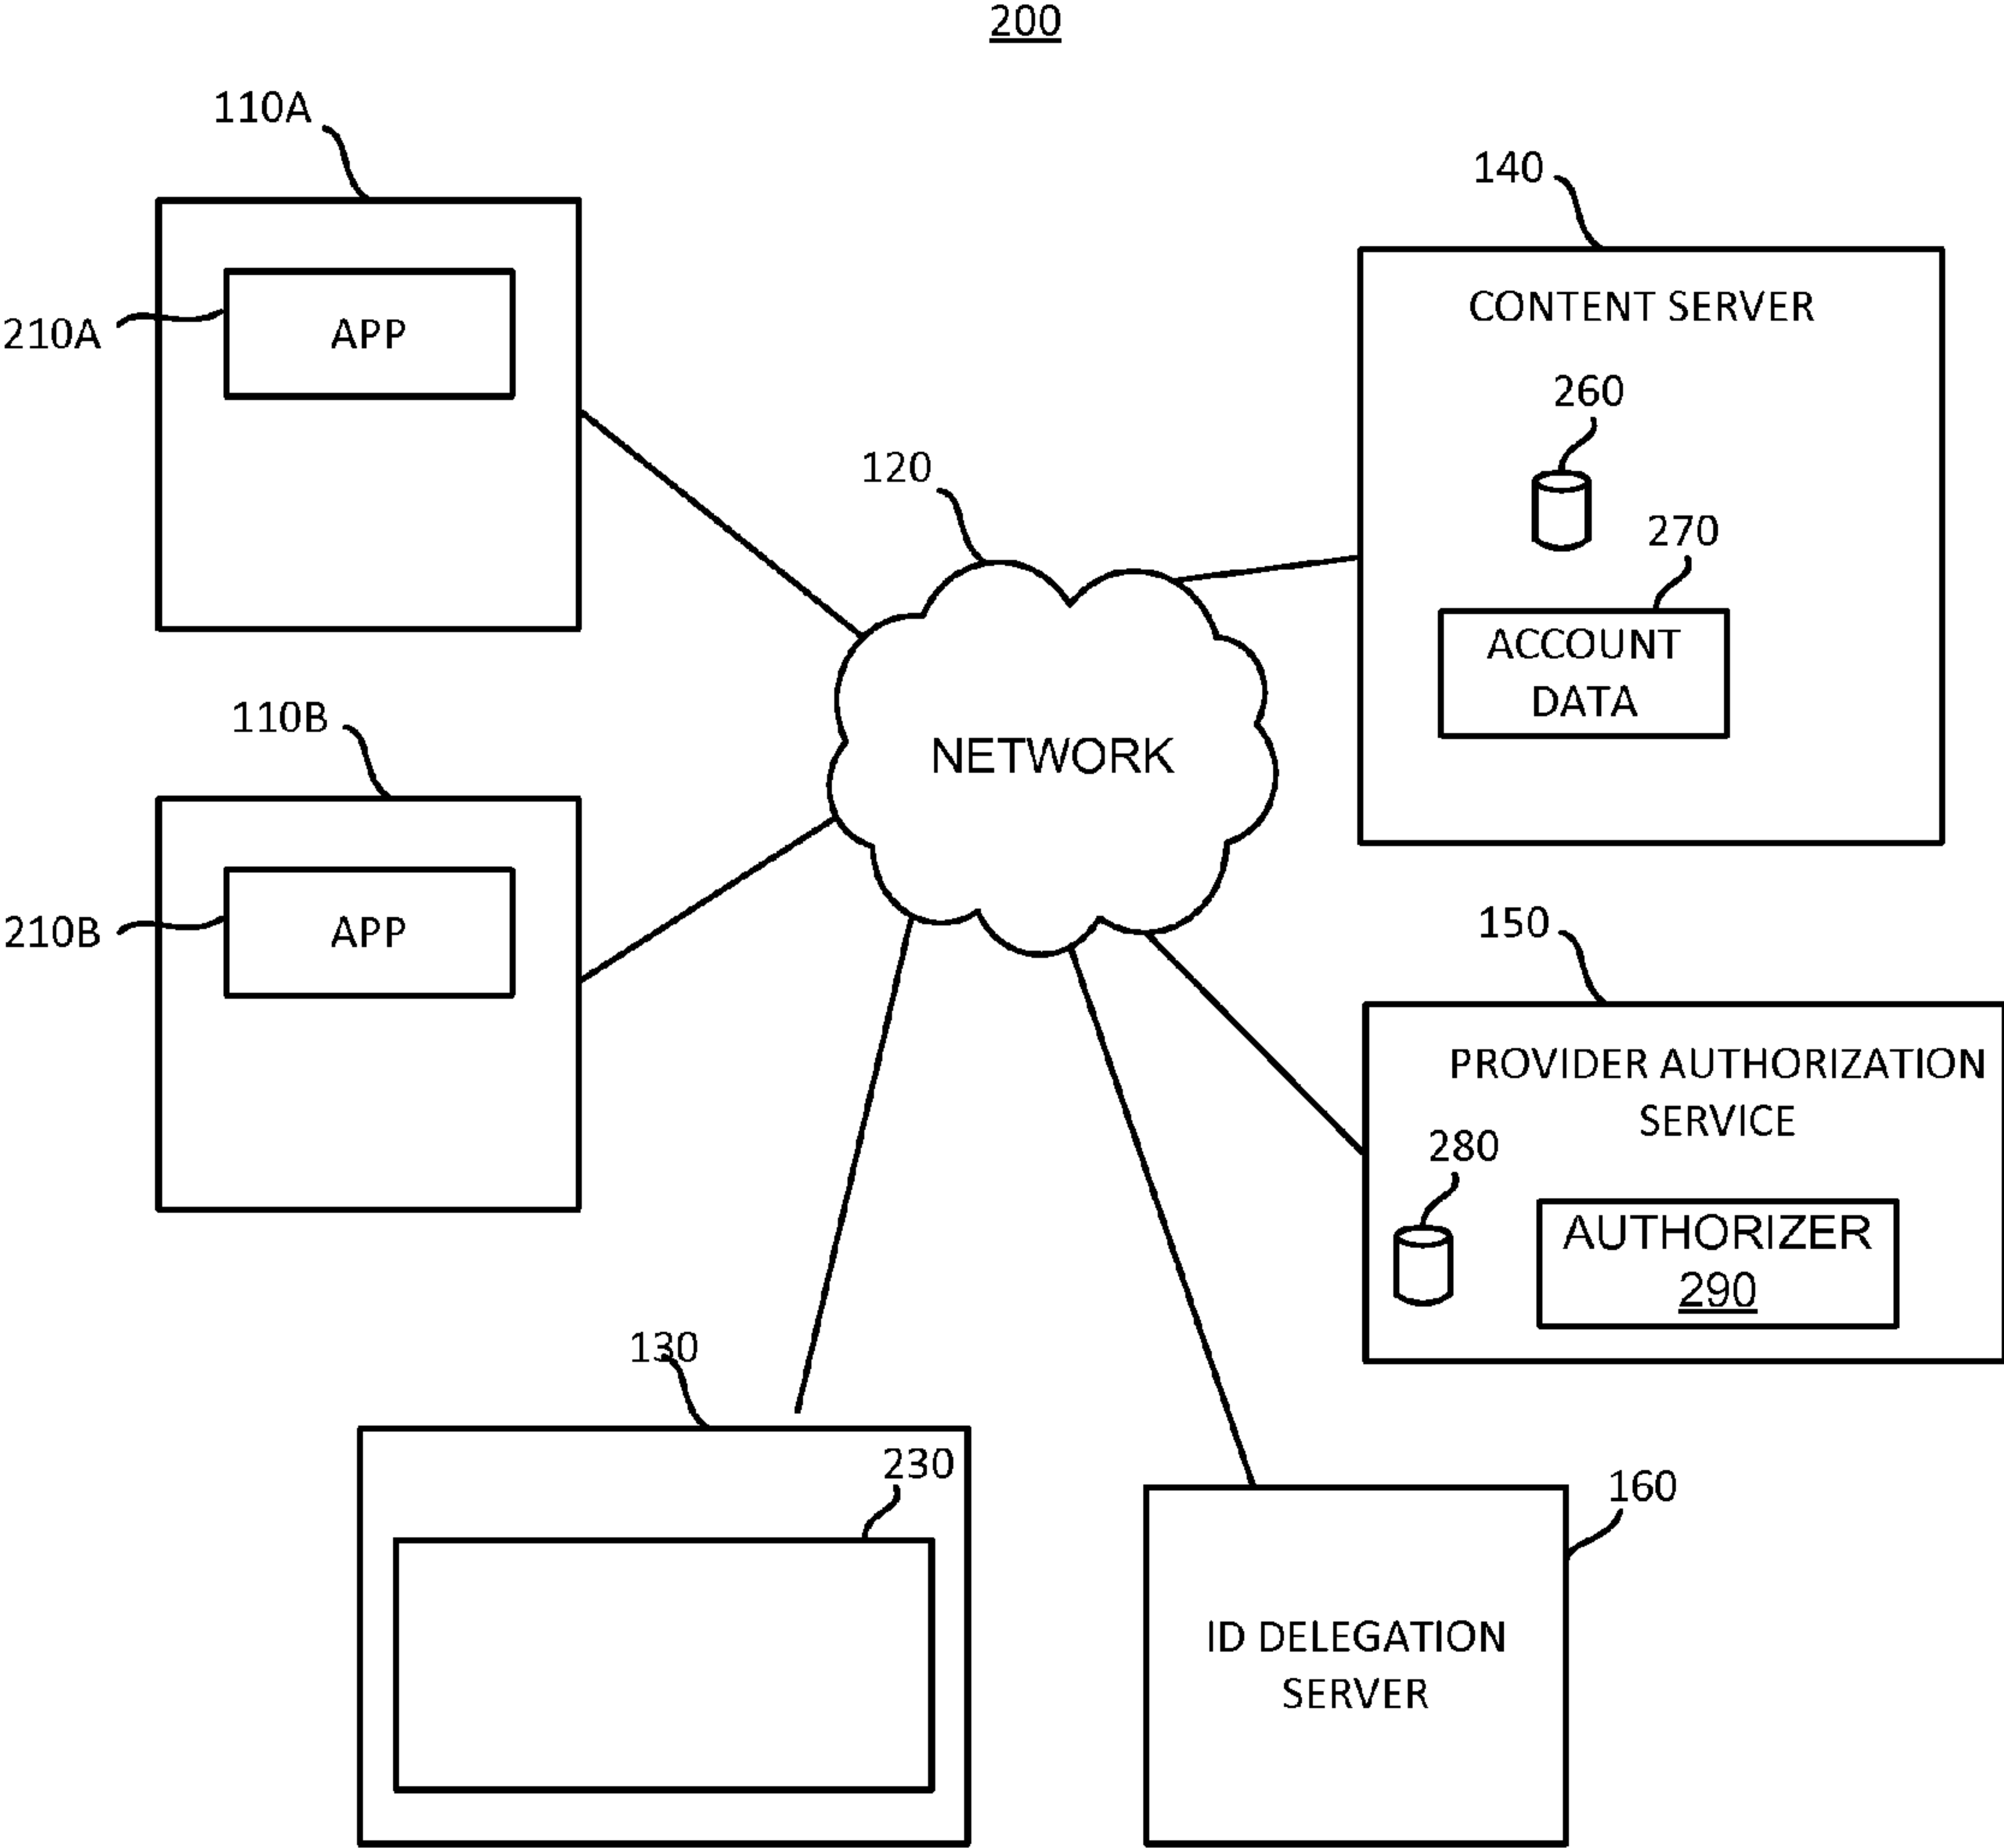 200
110A
210A
APP
110B
210B
APP
120
NETWORK
140
CONTENT SERVER
260
270
ACCOUNT
DATA
150
PROVIDER AUTHORIZATION
SERVICE
280
AUTHORIZER
290
130
230
160
ID DELEGATION
SERVER